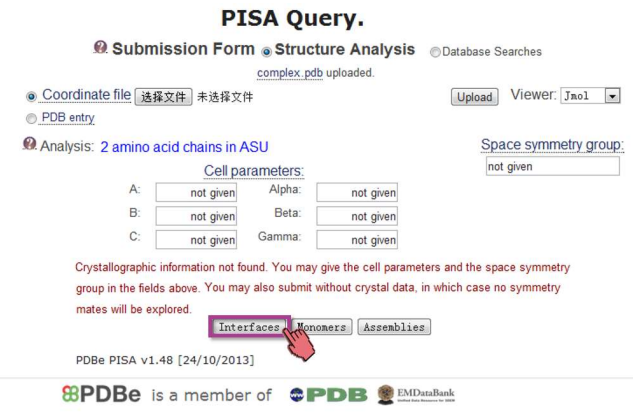 PISA Query.
Submission Form Structure Analysis Database Searches
complex.pdb uploaded.
Coordinate file 选择文件 未选择文件 Upload Viewer: Jmol
PDB entry
Analysis: 2 amino acid chains in ASU Space symmetry group:
Cell parameters: not given
A: not given Alpha: not given
B: not given Beta: not given
C: not given Gamma: not given
Crystallographic information not found. You may give the cell parameters and the space symmetry
group in the fields above. You may also submit without crystal data, in which case no symmetry
mates will be explored.
Interfaces Monomers Assemblies
PDBe PISA v1.48 [24/10/2013]
PDBe is a member of PDB EMDataBank